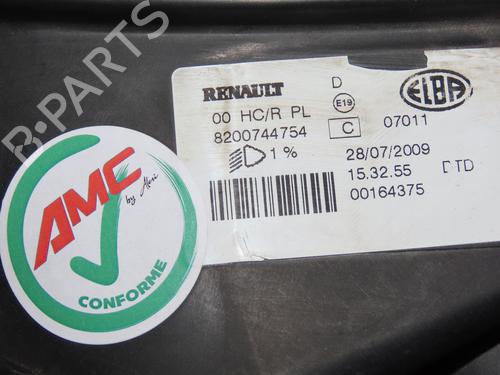 B-PARTS
RENAULT D ELBA
00 HC/R PL E19
8200744754 C 07011
1 % 28/07/2009
15.32.55 DTD
00164375
AMC
by Alvri
CONFORME